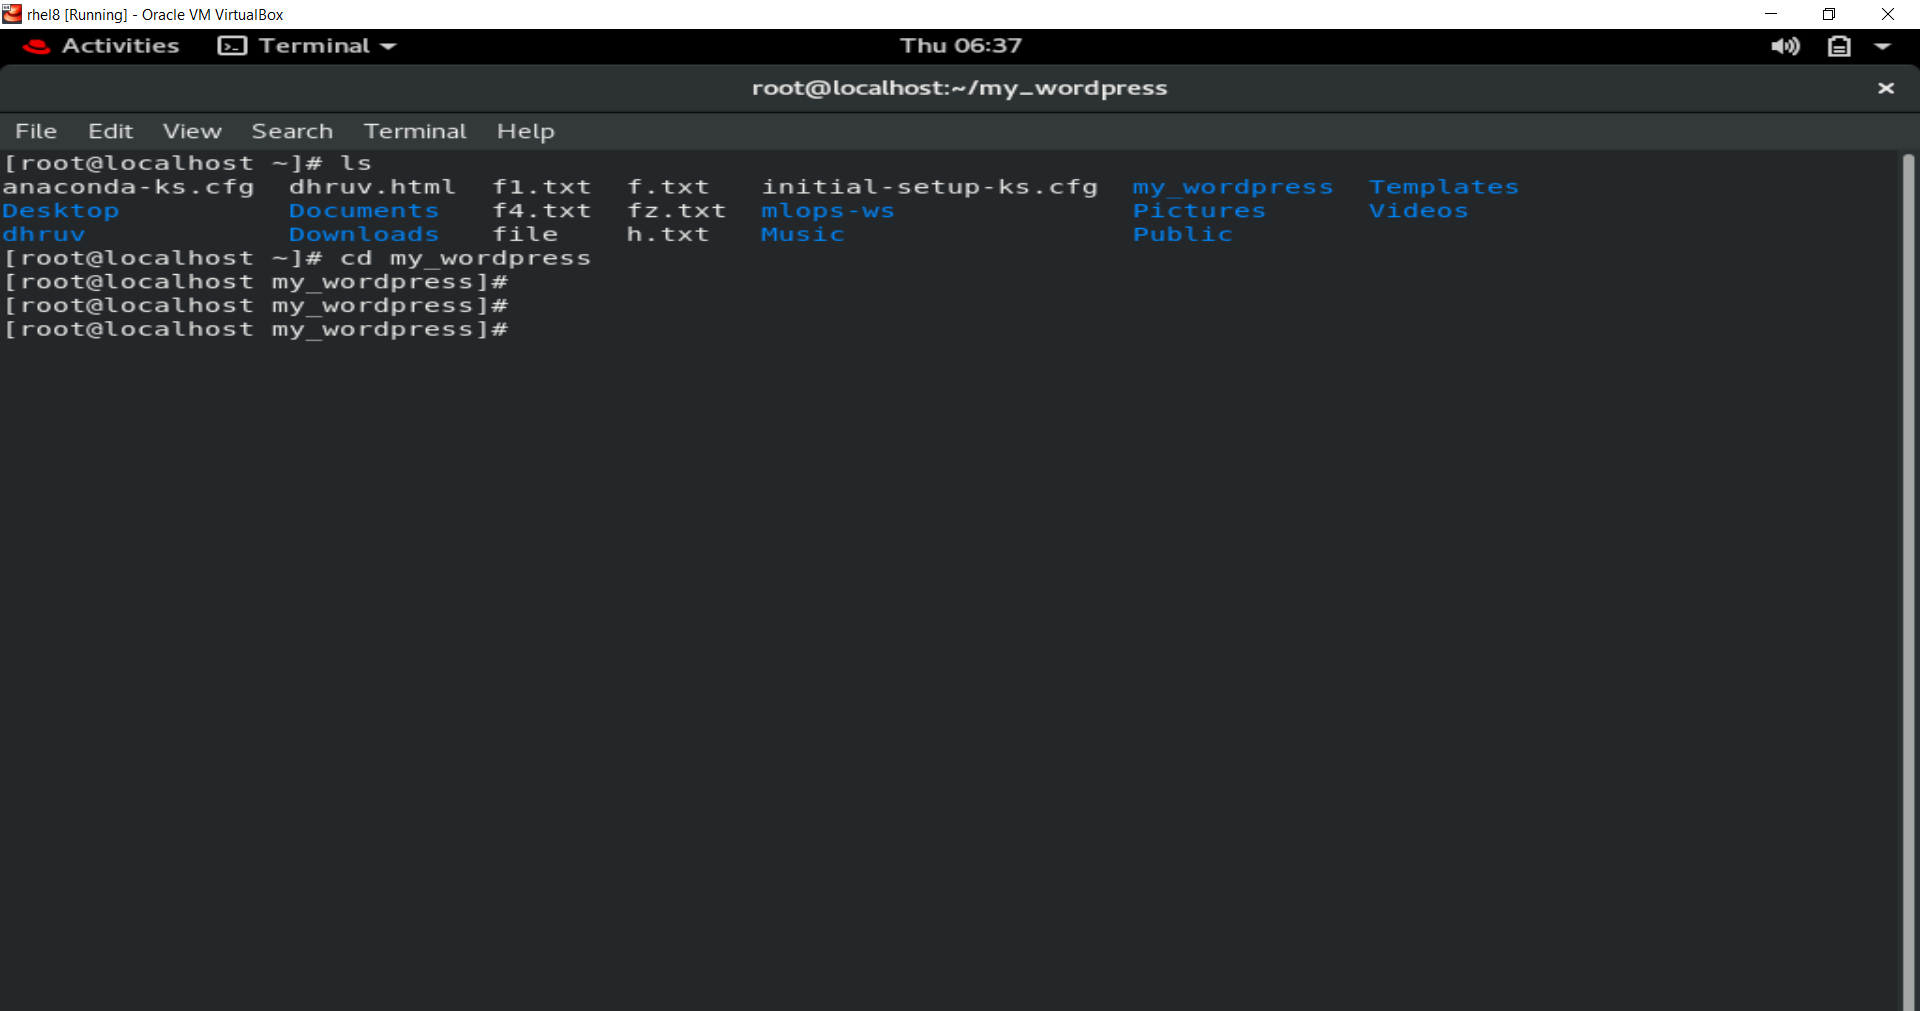 rhel8 [Running] - Oracle VM VirtualBox
Activities Terminal Thu 06:37
root@localhost:~/my_wordpress
File Edit View Search Terminal Help
[root@localhost ~]# ls
anaconda-ks.cfg dhruv.html f1.txt f.txt initial-setup-ks.cfg my_wordpress Templates
Desktop Documents f4.txt fz.txt mlops-ws Pictures Videos
dhruv Downloads file h.txt Music Public
[root@localhost ~]# cd my_wordpress
[root@localhost my_wordpress]#
[root@localhost my_wordpress]#
[root@localhost my_wordpress]#